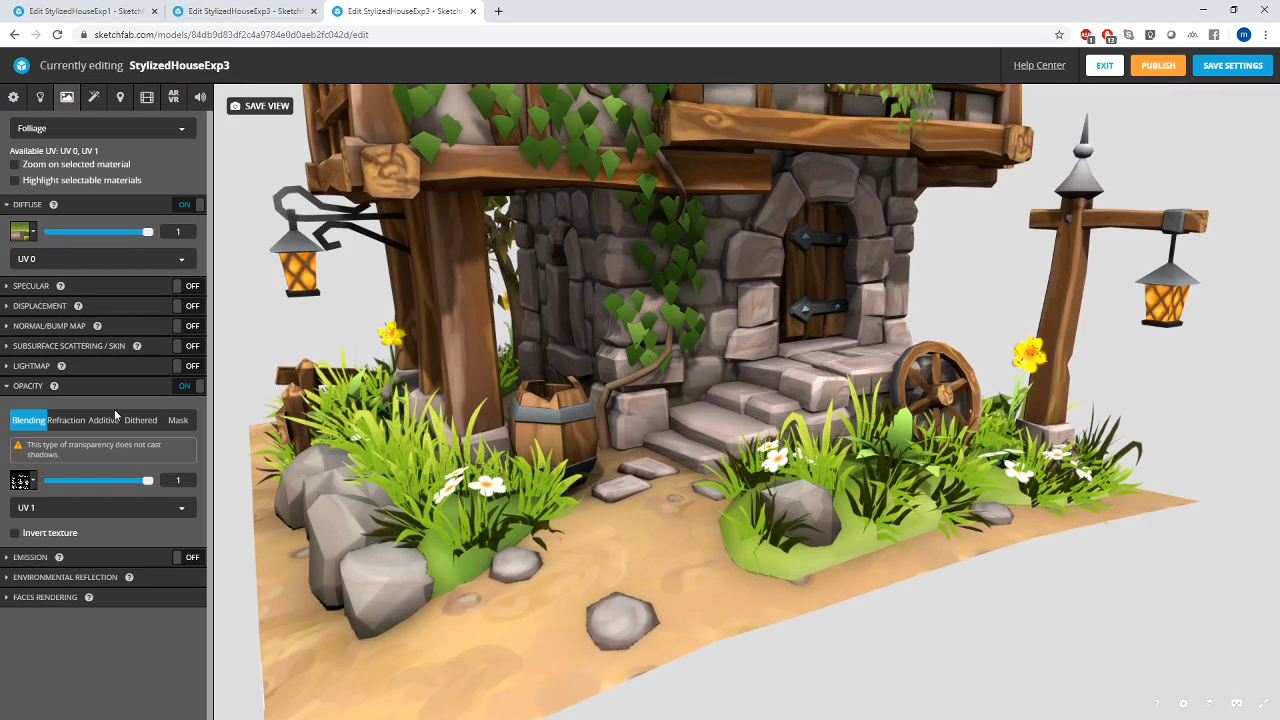 Edit StylizedHouseExp1 - Sketchf
Edit StylizedHouseExp3 - Sketchf
Edit StylizedHouseExp3 - Sketchf
sketchfab.com/models/84db9d83df2c4a9784e0d0aeb2fc042d/edit
1
13
m
Currently editing StylizedHouseExp3
Help Center
EXIT
PUBLISH
SAVE SETTINGS
AR
VR
SAVE VIEW
Folliage
Available UV: UV 0, UV 1
Zoom on selected material
Highlight selectable materials
DIFFUSE ? ON
1
UV 0
SPECULAR ? OFF
DISPLACEMENT ? OFF
NORMAL/BUMP MAP ? OFF
SUBSURFACE SCATTERING / SKIN ? OFF
LIGHTMAP ? OFF
OPACITY ? ON
Blending Refraction Additive Dithered Mask
This type of transparency does not cast
shadows.
1
UV 1
Invert texture
EMISSION ? OFF
ENVIRONMENTAL REFLECTION ?
FACES RENDERING ?
?